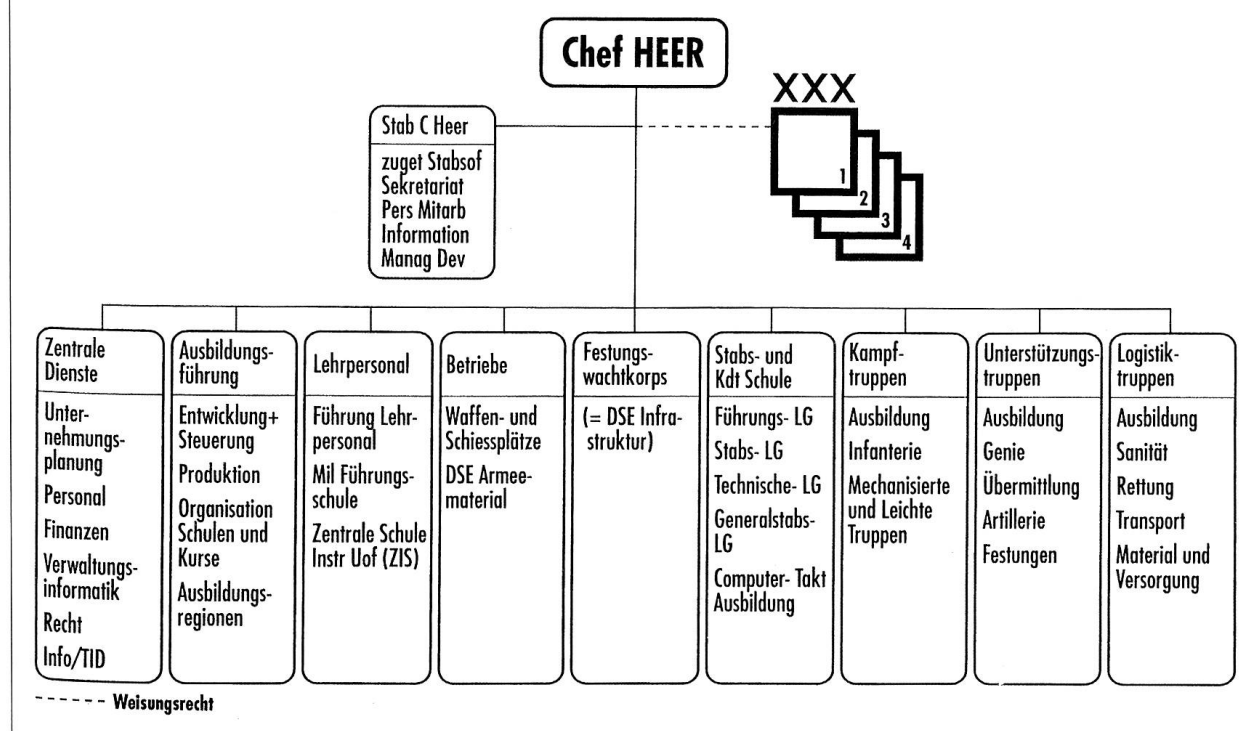 Chef HEER
XXX
Stab C Heer
zuget Stabsof
Sekretariat
Pers Mitarb
Information
Manag Dev
1
2
3
4
Zentrale
Dienste
Unter-
nehmungs-
planung
Personal
Finanzen
Verwaltungs-
informatik
Recht
Info/TID
Ausbildungs-
führung
Entwicklung+
Steuerung
Produktion
Organisation
Schulen und
Kurse
Ausbildungs-
regionen
Lehrpersonal
Führung Lehr-
personal
Mil Führungs-
schule
Zentrale Schule
Instr Uof (ZIS)
Betriebe
Waffen- und
Schiessplätze
DSE Armee-
material
Festungs-
wachtkorps
(= DSE Infra-
struktur)
Stabs- und
Kdt Schule
Führungs- LG
Stabs- LG
Technische- LG
Generalstabs-
LG
Computer- Takt
Ausbildung
Kampf-
truppen
Ausbildung
Infanterie
Mechanisierte
und Leichte
Truppen
Unterstützungs-
truppen
Ausbildung
Genie
Übermittlung
Artillerie
Festungen
Logistik-
truppen
Ausbildung
Sanität
Rettung
Transport
Material und
Versorgung
------ Weisungsrecht